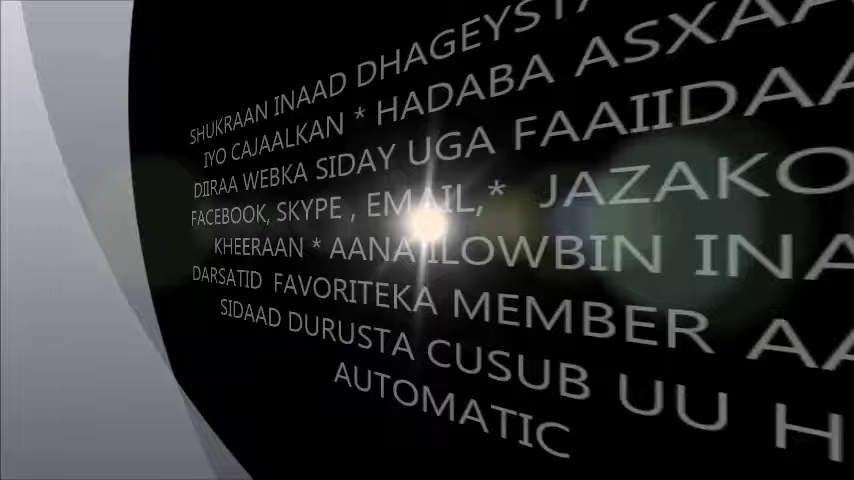 SHUKRAAN INAAD DHAGEYSTA
IYO CAJAALKAN * HADABA ASXAA
DIIRAA WEBKA SIDAY UGA FAAIIDAA
FACEBOOK, SKYPE , EMAIL,* JAZAKO
KHEERAAN * AANA ILOWBIN INA
DARSATID FAVORITEKA MEMBER AA
SIDAAD DURUSTA CUSUB UU H
AUTOMATIC